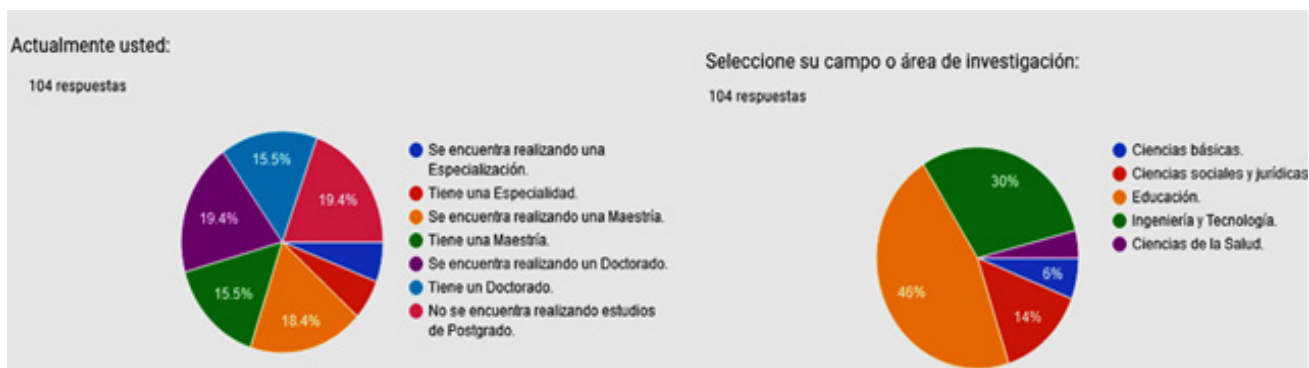 Actualmente usted:
104 respuestas
15.5%
19.4%
19.4%
15.5%
18.4%
Se encuentra realizando una
Especialización.
Tiene una Especialidad.
Se encuentra realizando una Maestría.
Tiene una Maestría.
Se encuentra realizando un Doctorado.
Tiene un Doctorado.
No se encuentra realizando estudios
de Postgrado.
Seleccione su campo o área de investigación:
104 respuestas
30%
46%
6%
14%
Ciencias básicas.
Ciencias sociales y jurídicas
Educación.
Ingeniería y Tecnología.
Ciencias de la Salud.